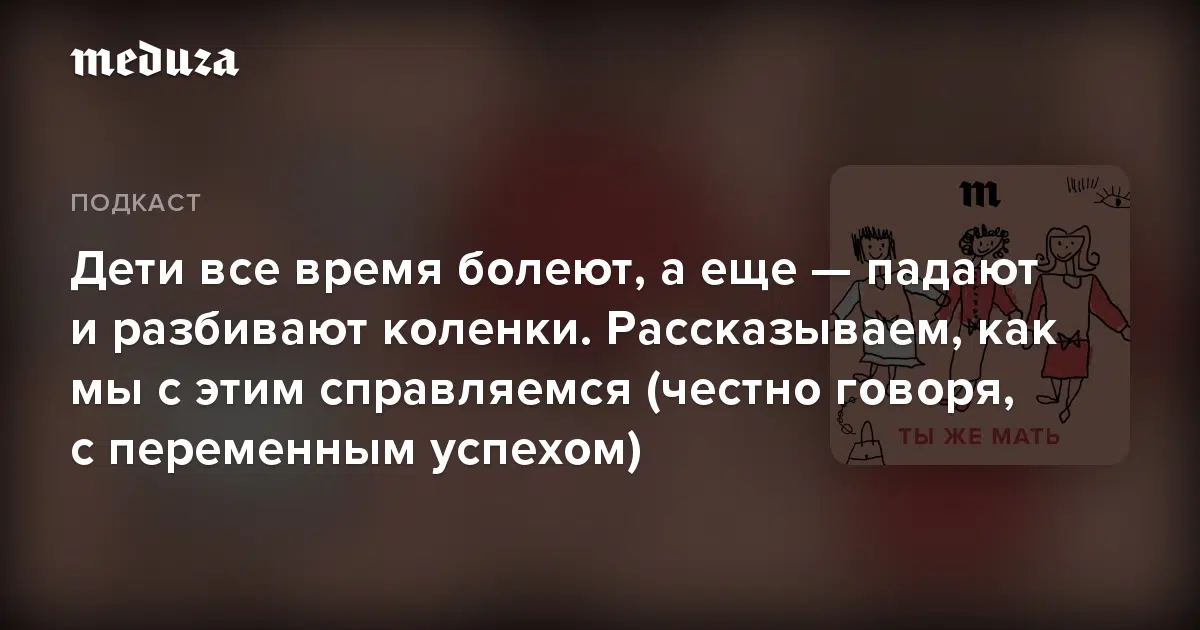 meduza
ПОДКАСТ
m
Дети все время болеют, а еще — падают
и разбивают коленки. Рассказываем, как
мы с этим справляемся (честно говоря,
с переменным успехом)
ТЫ ЖЕ МАТЬ